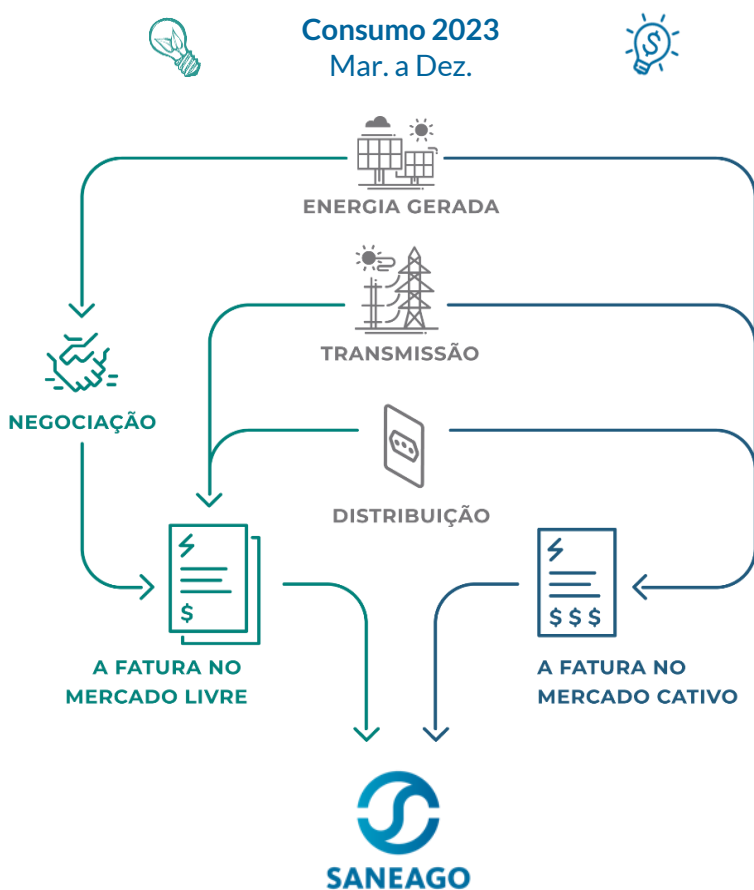 Consumo 2023
Mar. a Dez.
$
ENERGIA GERADA
TRANSMISSÃO
NEGOCIAÇÃO
DISTRIBUIÇÃO
$
$ $ $
A FATURA NO
MERCADO LIVRE
A FATURA NO
MERCADO CATIVO
SANEAGO